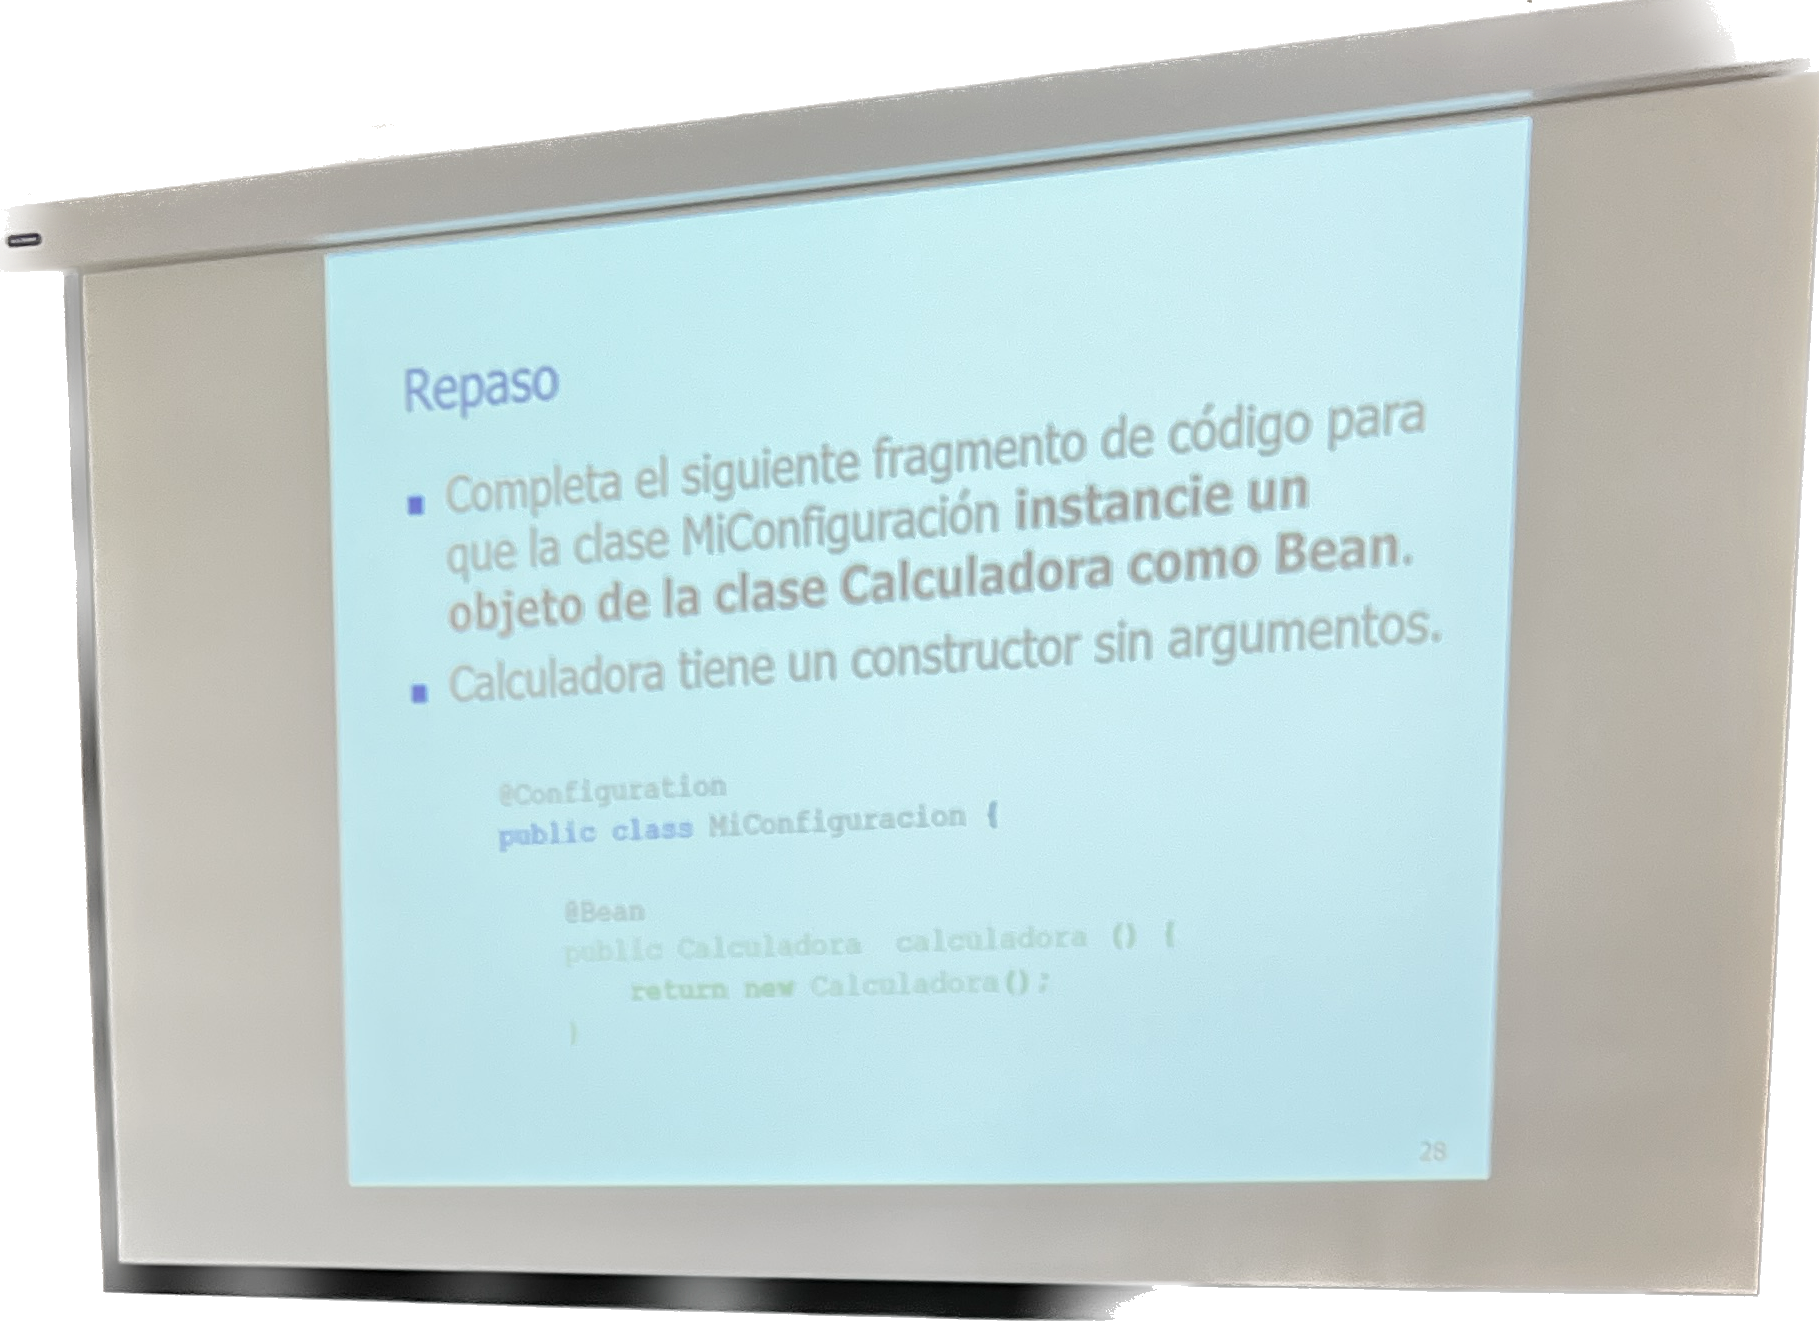 Repaso
Completa el siguiente fragmento de código para
que la clase MiConfiguración instancie un
objeto de la clase Calculadora como Bean.
Calculadora tiene un constructor sin argumentos.
@Configuration
public class MiConfiguracion {
@Bean
public Calculadora calculadora () {
return new Calculadora();
}
28